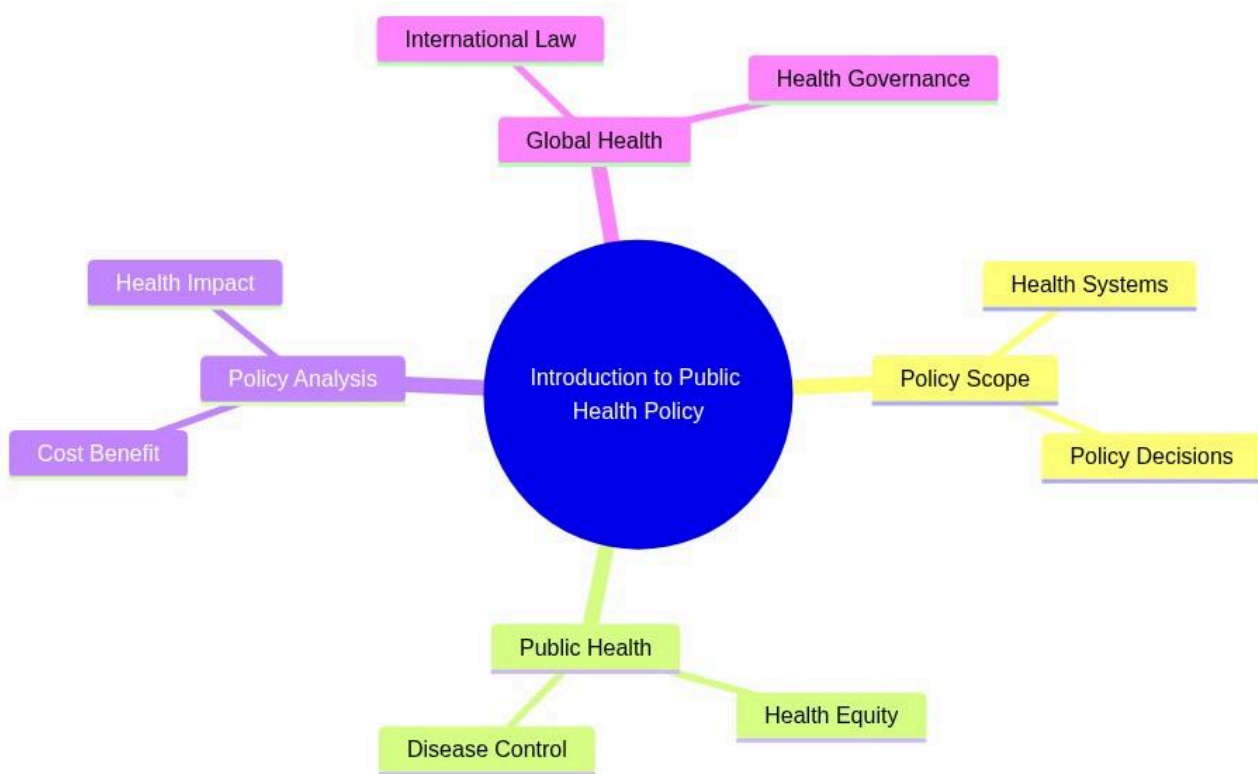 International Law
Health Governance
Global Health
Health Impact
Health Systems
Policy Analysis
Introduction to Public
Health Policy
Policy Scope
Cost Benefit
Policy Decisions
Public Health
Health Equity
Disease Control